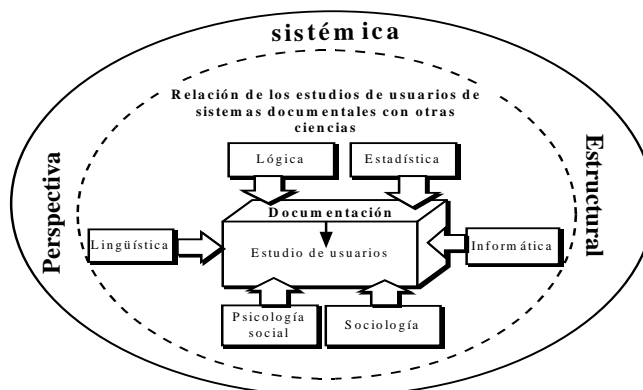 sistémica
Perspectiva
Estructural
Relación de los estudios de usuarios de
sistemas documentales con otras
ciencias
Lógica
Estadística
Documentación
Lingüística
Estudio de usuarios
Informática
Psicología
social
Sociología